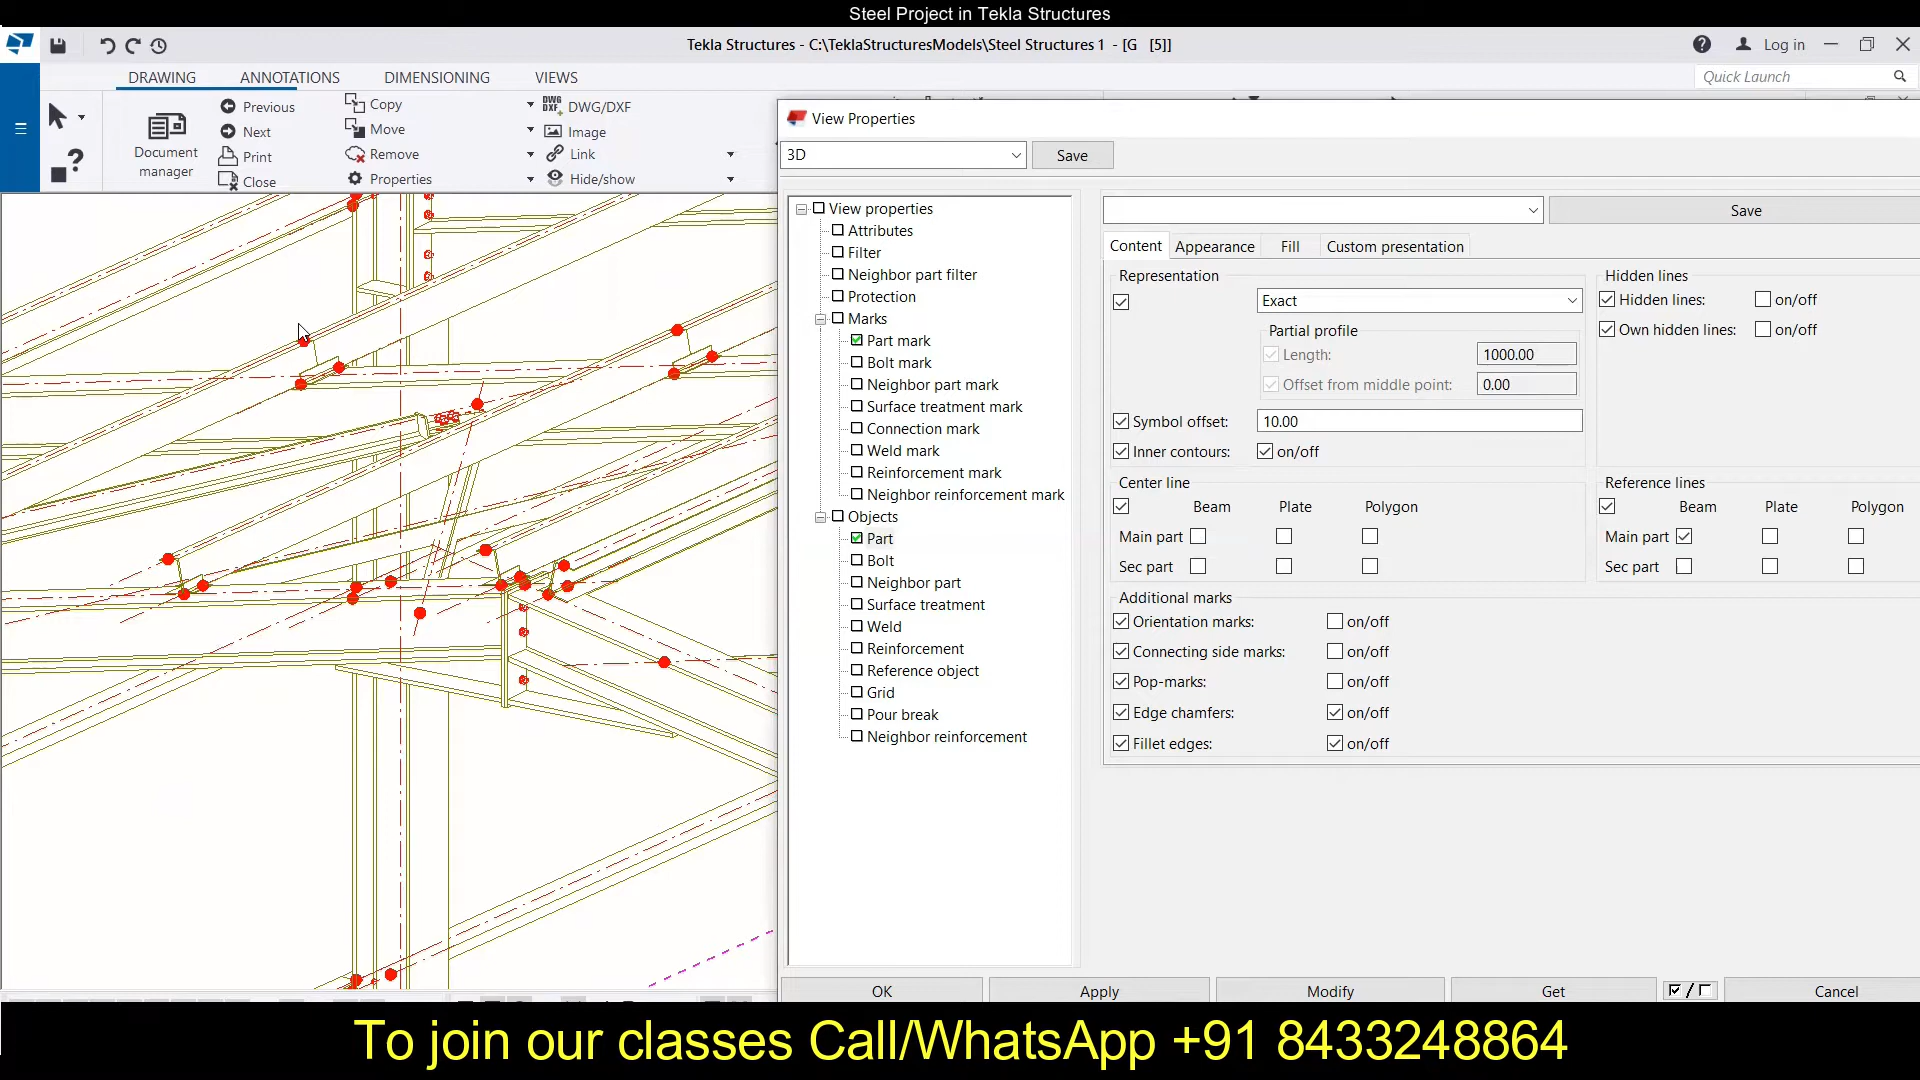 Steel Project in Tekla Structures
Tekla Structures - C:\TeklaStructuresModels\Steel Structures 1 - [G [5]]
Log in
DRAWING ANNOTATIONS DIMENSIONING VIEWS
Quick Launch
Document manager
Previous
Next
Print
Close
Copy
Move
Remove
Properties
DWG DXF DWG/DXF
Image
Link
Hide/show
View Properties
3D
Save
View properties
Attributes
Filter
Neighbor part filter
Protection
Marks
Part mark
Bolt mark
Neighbor part mark
Surface treatment mark
Connection mark
Weld mark
Reinforcement mark
Neighbor reinforcement mark
Objects
Part
Bolt
Neighbor part
Surface treatment
Weld
Reinforcement
Reference object
Grid
Pour break
Neighbor reinforcement
Save
Content Appearance Fill Custom presentation
Representation
Exact
Partial profile
Length: 1000.00
Offset from middle point: 0.00
Symbol offset: 10.00
Inner contours: on/off
Hidden lines
Hidden lines: on/off
Own hidden lines: on/off
Center line
Beam Plate Polygon
Main part
Sec part
Reference lines
Beam Plate Polygon
Main part
Sec part
Additional marks
Orientation marks: on/off
Connecting side marks: on/off
Pop-marks: on/off
Edge chamfers: on/off
Fillet edges: on/off
OK Apply Modify Get / Cancel
To join our classes Call/WhatsApp +91 8433248864